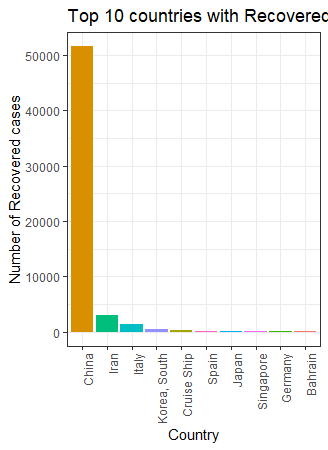 Top 10 countries with Recovered
Number of Recovered cases
50000
40000
30000
20000
10000
0
China
Iran
Italy
Korea, South
Cruise Ship
Spain
Japan
Singapore
Germany
Bahrain
Country